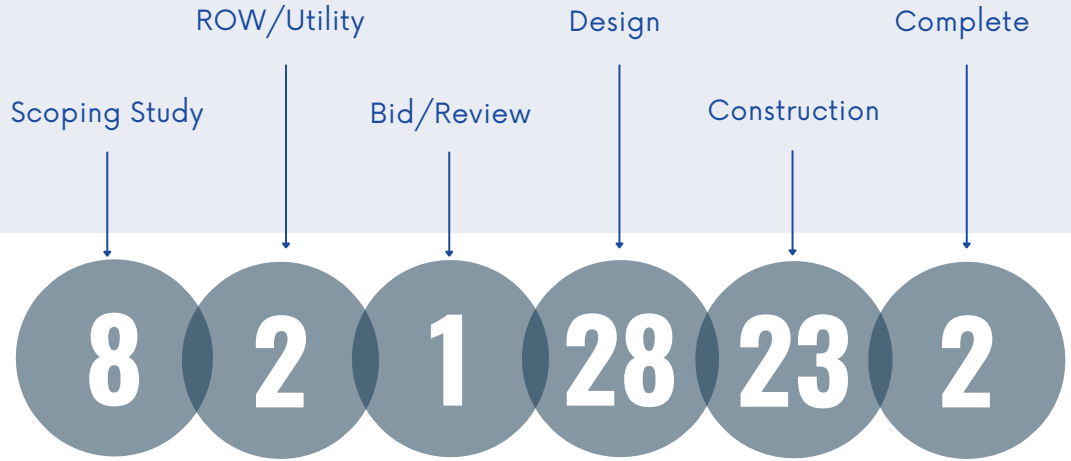 ROW/Utility
Design
Complete
Scoping Study
Bid/Review
Construction
8
2
1
28
23
2